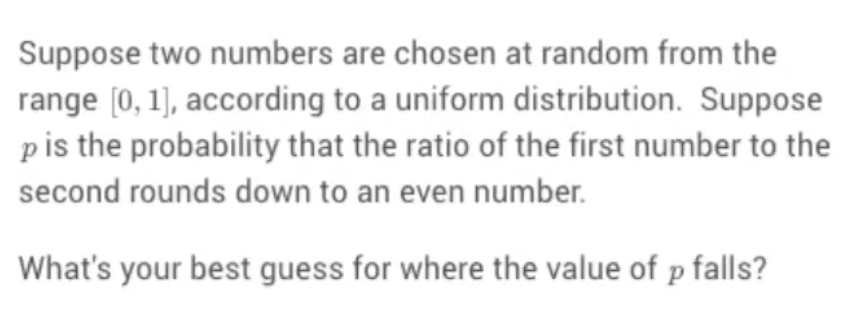 Suppose two numbers are chosen at random from the
range [0, 1], according to a uniform distribution. Suppose
p is the probability that the ratio of the first number to the
second rounds down to an even number.
What's your best guess for where the value of p falls?